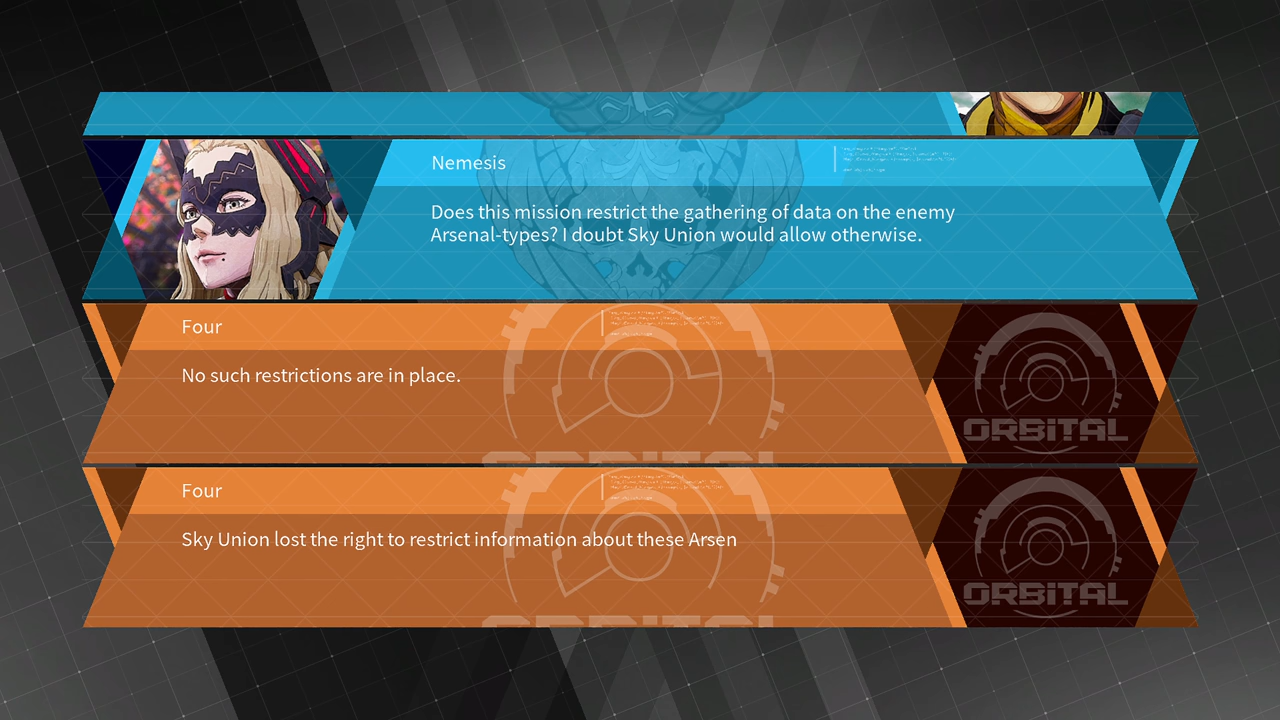 Nemesis
Does this mission restrict the gathering of data on the enemy
Arsenal-types? I doubt Sky Union would allow otherwise.
Four
No such restrictions are in place.
ORBITAL
ORBITAL
Four
Sky Union lost the right to restrict information about these Arsen
ORBITAL
ORBITAL